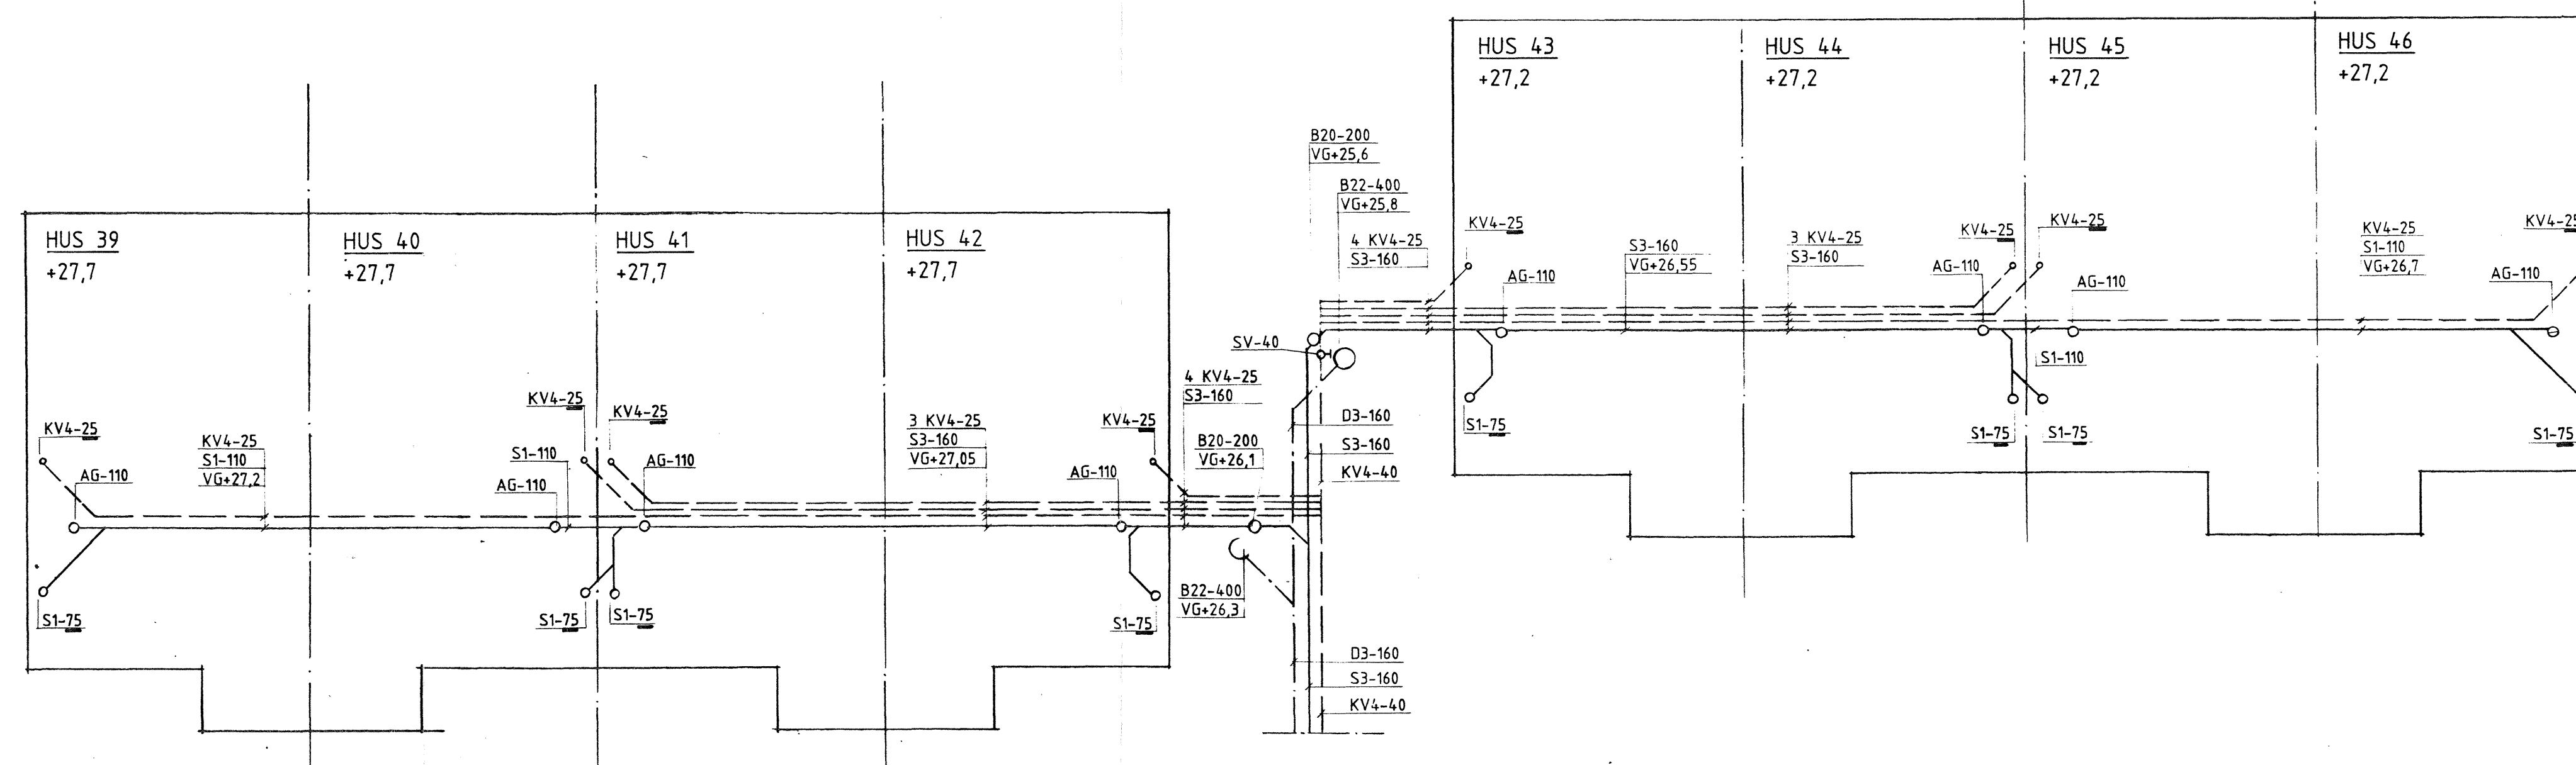 HUS 39
+27,7
HUS 40
+27,7
HUS 41
+27,7
HUS 42
+27,7
KV4-25
AG-110
KV4-25
S1-110
VG+27,2
S1-75
KV4-25
S1-110
AG-110
KV4-25
AG-110
S1-75
S1-75
3 KV4-25
S3-160
VG+27,05
KV4-25
AG-110
S1-75
4 KV4-25
S3-160
B20-200
VG+26,1
B22-400
VG+26,3
B20-200
VG+25,6
B22-400
VG+25,8
4 KV4-25
S3-160
SV-40
D3-160
S3-160
KV4-40
D3-160
S3-160
KV4-40
HUS 43
+27,2
HUS 44
+27,2
HUS 45
+27,2
HUS 46
+27,2
KV4-25
AG-110
S1-75
S3-160
VG+26,55
3 KV4-25
S3-160
KV4-25
AG-110
KV4-25
AG-110
S1-110
S1-75
S1-75
KV4-25
S1-110
VG+26,7
KV4-25
AG-110
S1-75